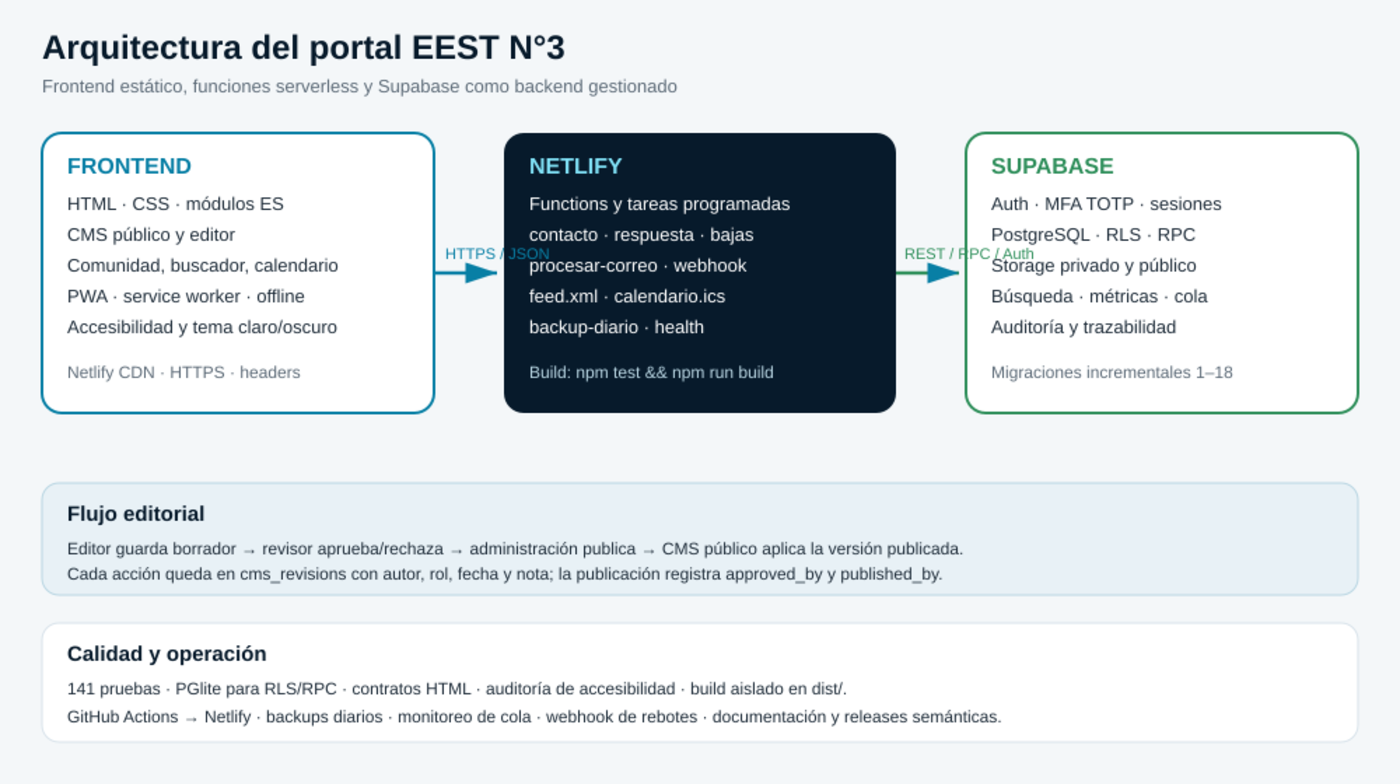 Arquitectura del portal EEST N°3
Frontend estático, funciones serverless y Supabase como backend gestionado
FRONTEND
HTML · CSS · módulos ES
CMS público y editor
Comunidad, buscador, calendario
PWA · service worker · offline
Accesibilidad y tema claro/oscuro
Netlify CDN · HTTPS · headers
HTTPS / JSON
NETLIFY
Functions y tareas programadas
contacto · respuesta · bajas
procesar-correo · webhook
feed.xml · calendario.ics
backup-diario · health
Build: npm test && npm run build
REST / RPC / Auth
SUPABASE
Auth · MFA TOTP · sesiones
PostgreSQL · RLS · RPC
Storage privado y público
Búsqueda · métricas · cola
Auditoría y trazabilidad
Migraciones incrementales 1–18
Flujo editorial
Editor guarda borrador → revisor aprueba/rechaza → administración publica → CMS público aplica la versión publicada.
Cada acción queda en cms_revisions con autor, rol, fecha y nota; la publicación registra approved_by y published_by.
Calidad y operación
141 pruebas · PGlite para RLS/RPC · contratos HTML · auditoría de accesibilidad · build aislado en dist/.
GitHub Actions → Netlify · backups diarios · monitoreo de cola · webhook de rebotes · documentación y releases semánticas.